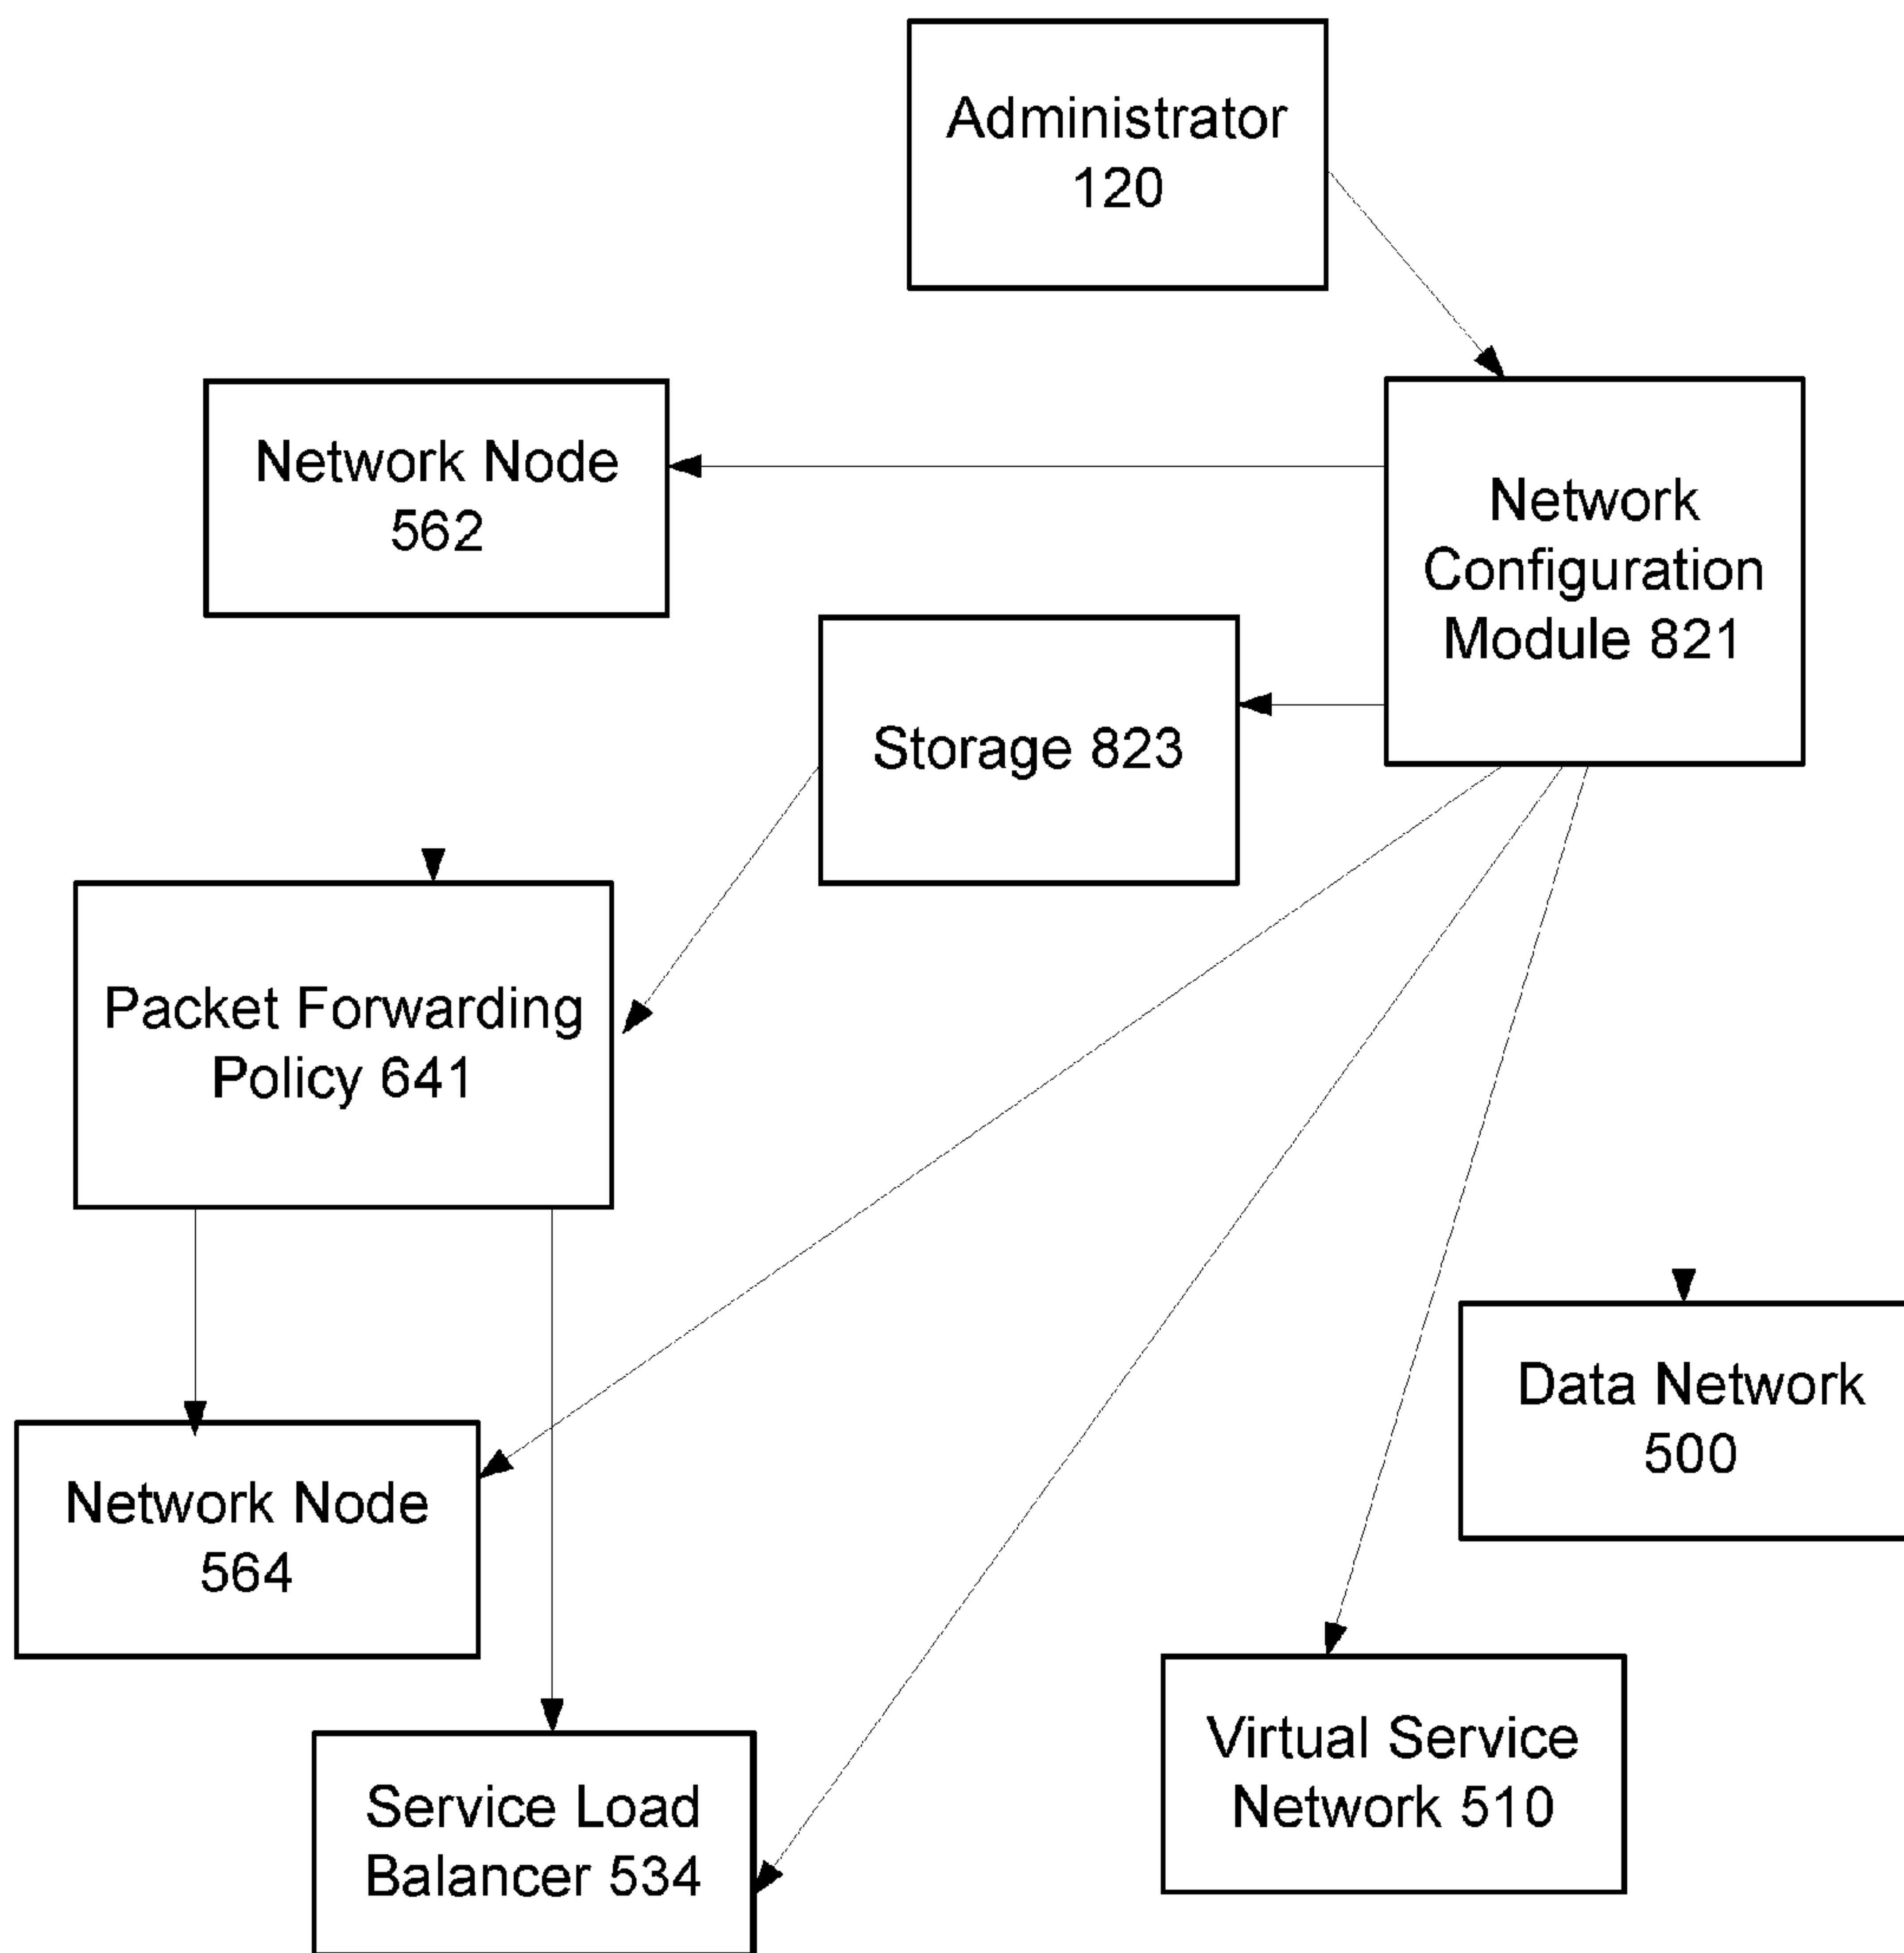 Administrator
120
Network Node
562
Network
Configuration
Module 821
Storage 823
Packet Forwarding
Policy 641
Data Network
500
Network Node
564
Virtual Service
Network 510
Service Load
Balancer 534